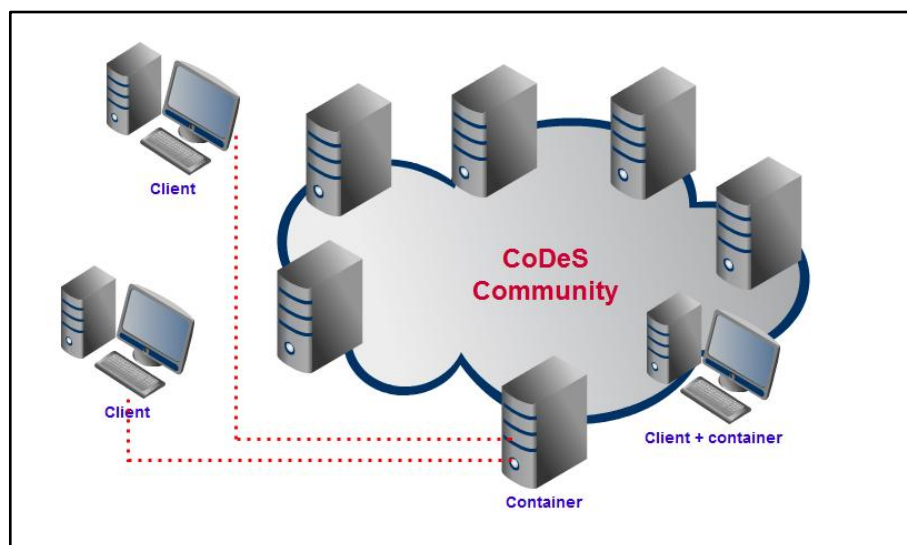 Client
CoDeS
Community
Client
Client + container
Container